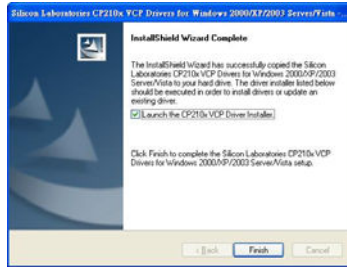 Silicon Laboratories CP210x VCP Drivers for Windows 2000/XP/2003 Server/Vista -...
InstallShield Wizard Complete
The InstallShield Wizard has successfully copied the Silicon
Laboratories CP210x VCP Drivers for Windows 2000/XP/2003
Server/Vista to your hard drive. The driver installer listed below
should be executed in order to install drivers or update an
existing driver.
Launch the CP210x VCP Driver Installer.
Click Finish to complete the Silicon Laboratories CP210x VCP
Drivers for Windows 2000/XP/2003 Server/Vista setup.
< Back
Finish
Cancel